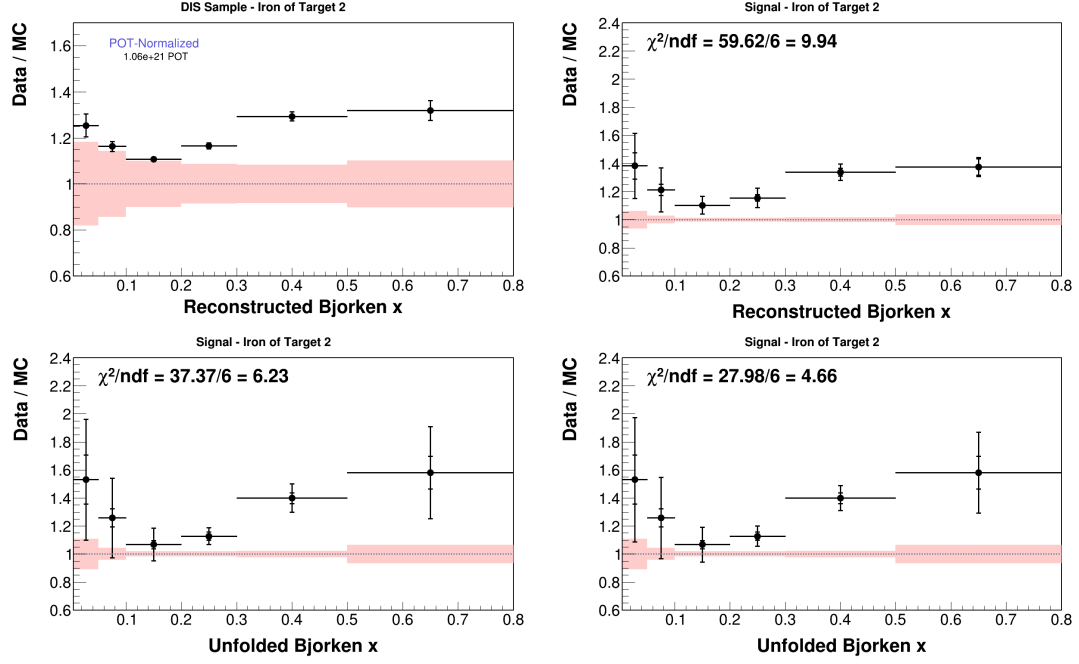 DIS Sample - Iron of Target 2
Data / MC
POT-Normalized
1.06e+21 POT
1.6
1.4
1.2
1
0.8
0.6
0.1 0.2 0.3 0.4 0.5 0.6 0.7 0.8
Reconstructed Bjorken x
Signal - Iron of Target 2
Data / MC
χ²/ndf = 59.62/6 = 9.94
2.4
2.2
2
1.8
1.6
1.4
1.2
1
0.8
0.6
0.1 0.2 0.3 0.4 0.5 0.6 0.7 0.8
Reconstructed Bjorken x
Signal - Iron of Target 2
Data / MC
χ²/ndf = 37.37/6 = 6.23
2.4
2.2
2
1.8
1.6
1.4
1.2
1
0.8
0.6
0.1 0.2 0.3 0.4 0.5 0.6 0.7 0.8
Unfolded Bjorken x
Signal - Iron of Target 2
Data / MC
χ²/ndf = 27.98/6 = 4.66
2.4
2.2
2
1.8
1.6
1.4
1.2
1
0.8
0.6
0.1 0.2 0.3 0.4 0.5 0.6 0.7 0.8
Unfolded Bjorken x